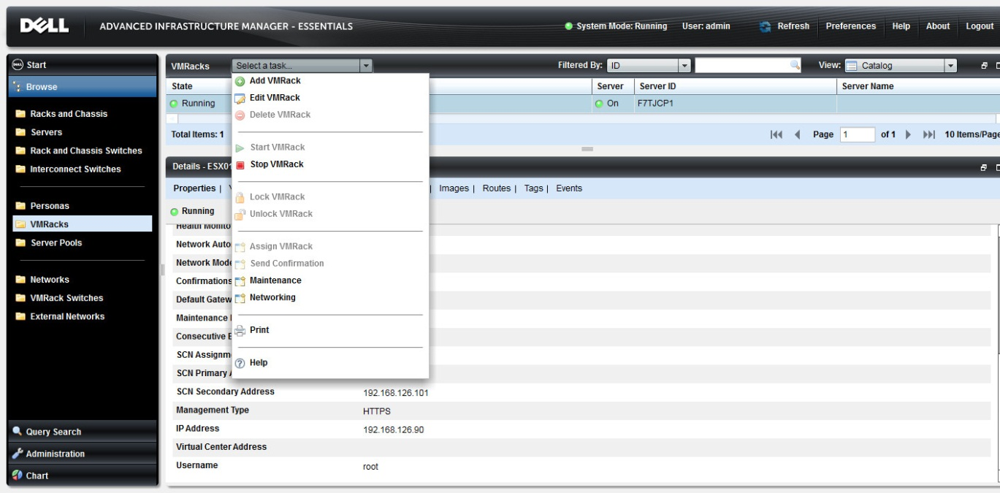 DELL
ADVANCED INFRASTRUCTURE MANAGER - ESSENTIALS
System Mode: Running User: admin Refresh Preferences Help About Logout
Start
Browse
Racks and Chassis
Servers
Rack and Chassis Switches
Interconnect Switches
Personas
VMRacks
Server Pools
Networks
VMRack Switches
External Networks
Query Search
Administration
Chart
VMRacks Select a task... Filtered By: ID View: Catalog
State Server Server ID Server Name
Running On F7TJCP1
Total Items: 1 Page 1 of 1 10 Items/Page
Add VMRack
Edit VMRack
Delete VMRack
Start VMRack
Stop VMRack
Lock VMRack
Unlock VMRack
Assign VMRack
Send Confirmation
Maintenance
Networking
Print
Help
Details - ESX01
Properties | Images | Routes | Tags | Events
Running
Health Monito
Network Auto
Network Mode
Confirmations
Default Gatew
Maintenance
Consecutive
SCN Assignm
SCN Primary
SCN Secondary Address 192.168.126.101
Management Type HTTPS
IP Address 192.168.126.90
Virtual Center Address
Username root